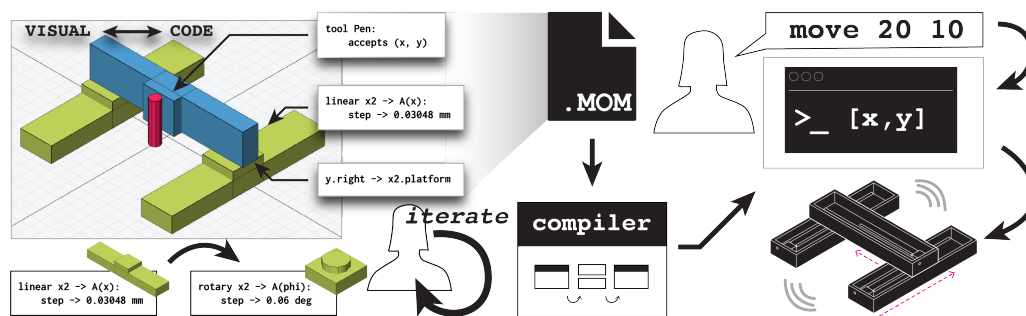 VISUAL CODE
tool Pen:
accepts (x, y)
linear x2 -> A(x):
step -> 0.03048 mm
y.right -> x2.platform
linear x2 -> A(x):
step -> 0.03048 mm
rotary x2 -> A(phi):
step -> 0.06 deg
iterate
.MOM
compiler
move 20 10
>_ [x,y]